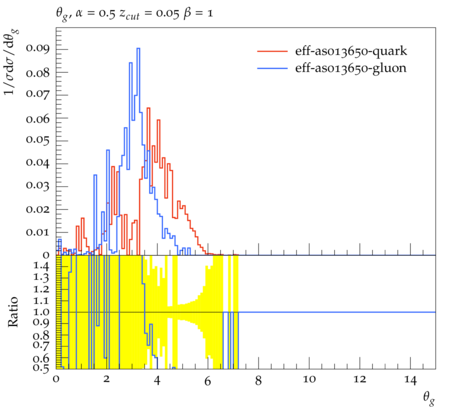 θg, α = 0.5 zcut = 0.05 β = 1
1/σdσ/dθg
0.09
0.08
0.07
0.06
0.05
0.04
0.03
0.02
0.01
0
eff-as013650-quark
eff-as013650-gluon
Ratio
1.4
1.3
1.2
1.1
1.0
0.9
0.8
0.7
0.6
0.5
0 2 4 6 8 10 12 14
θg